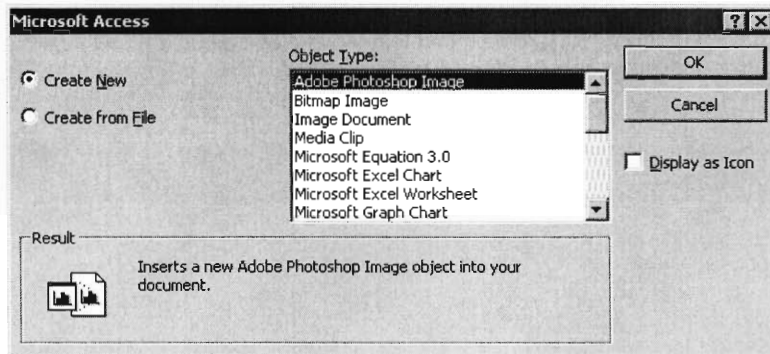 Microsoft Access
Object Type:
Create New
Create from File
Adobe Photoshop Image
Bitmap Image
Image Document
Media Clip
Microsoft Equation 3.0
Microsoft Excel Chart
Microsoft Excel Worksheet
Microsoft Graph Chart
OK
Cancel
Display as Icon
Result
Inserts a new Adobe Photoshop Image object into your
document.